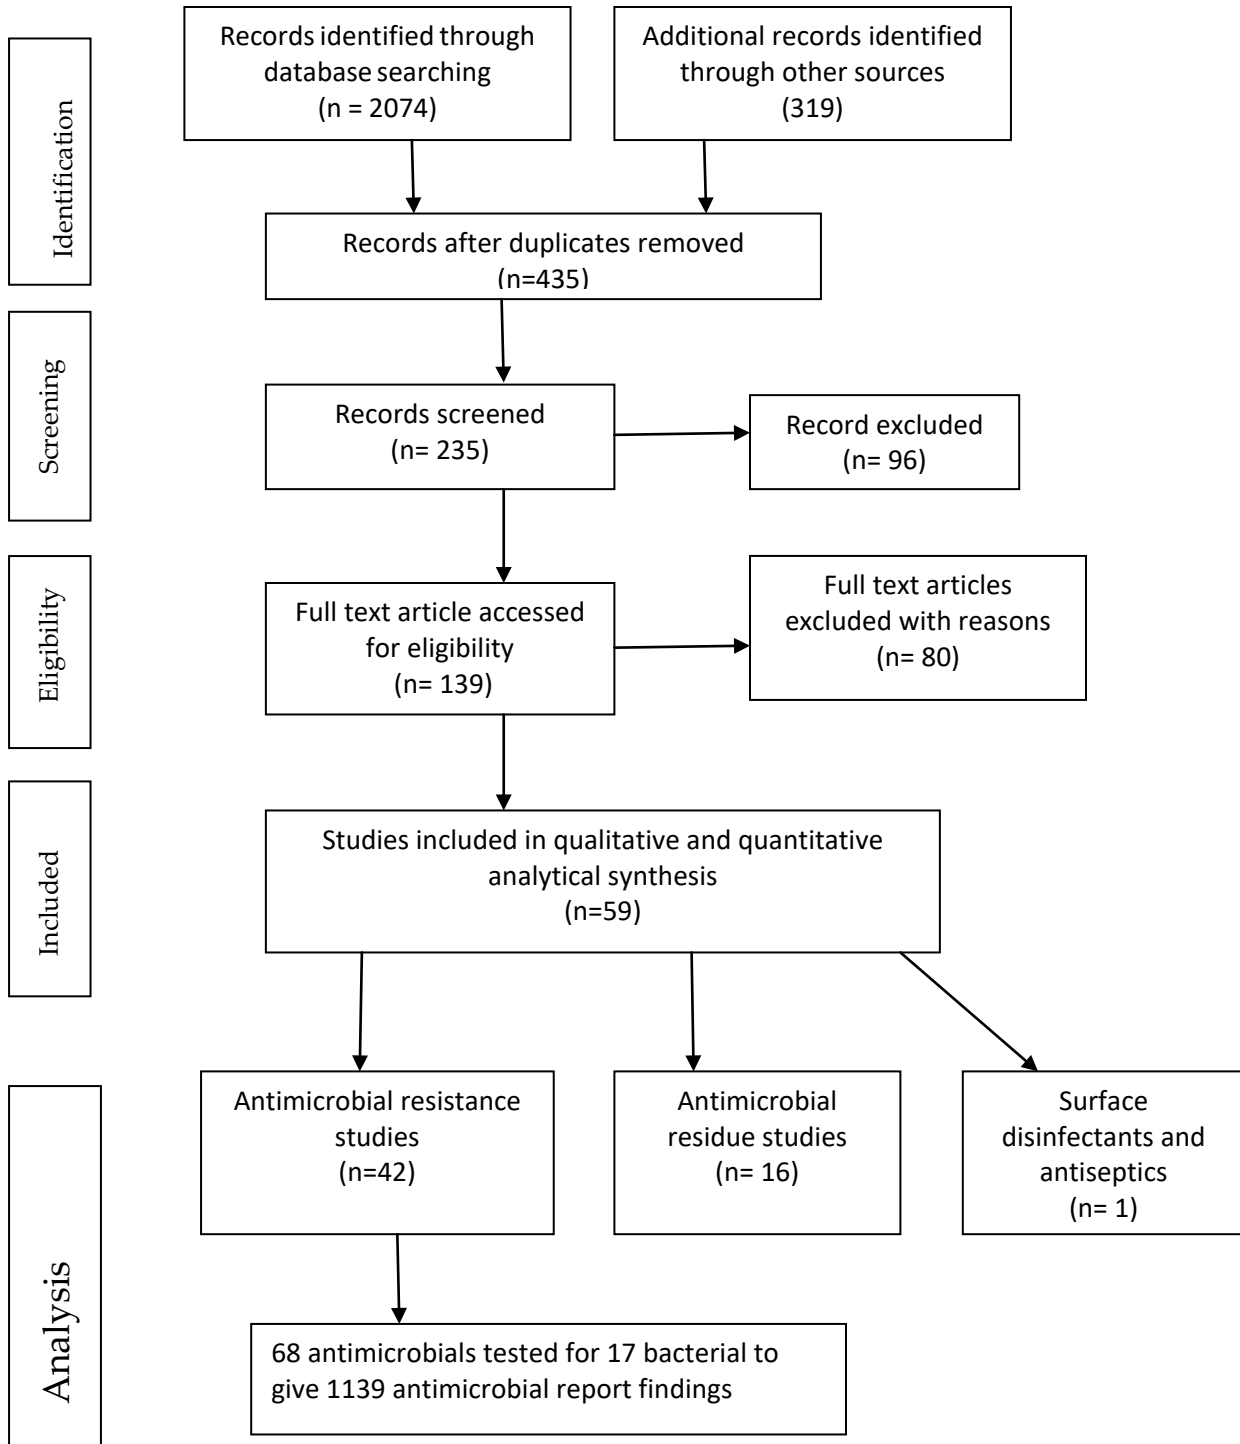 Identification
Records identified through
database searching
(n = 2074)
Additional records identified
through other sources
(319)
Records after duplicates removed
(n=435)
Screening
Records screened
(n= 235)
Record excluded
(n= 96)
Eligibility
Full text article accessed
for eligibility
(n= 139)
Full text articles
excluded with reasons
(n= 80)
Included
Studies included in qualitative and quantitative
analytical synthesis
(n=59)
Analysis
Antimicrobial resistance
studies
(n=42)
Antimicrobial
residue studies
(n= 16)
Surface
disinfectants and
antiseptics
(n= 1)
68 antimicrobials tested for 17 bacterial to
give 1139 antimicrobial report findings